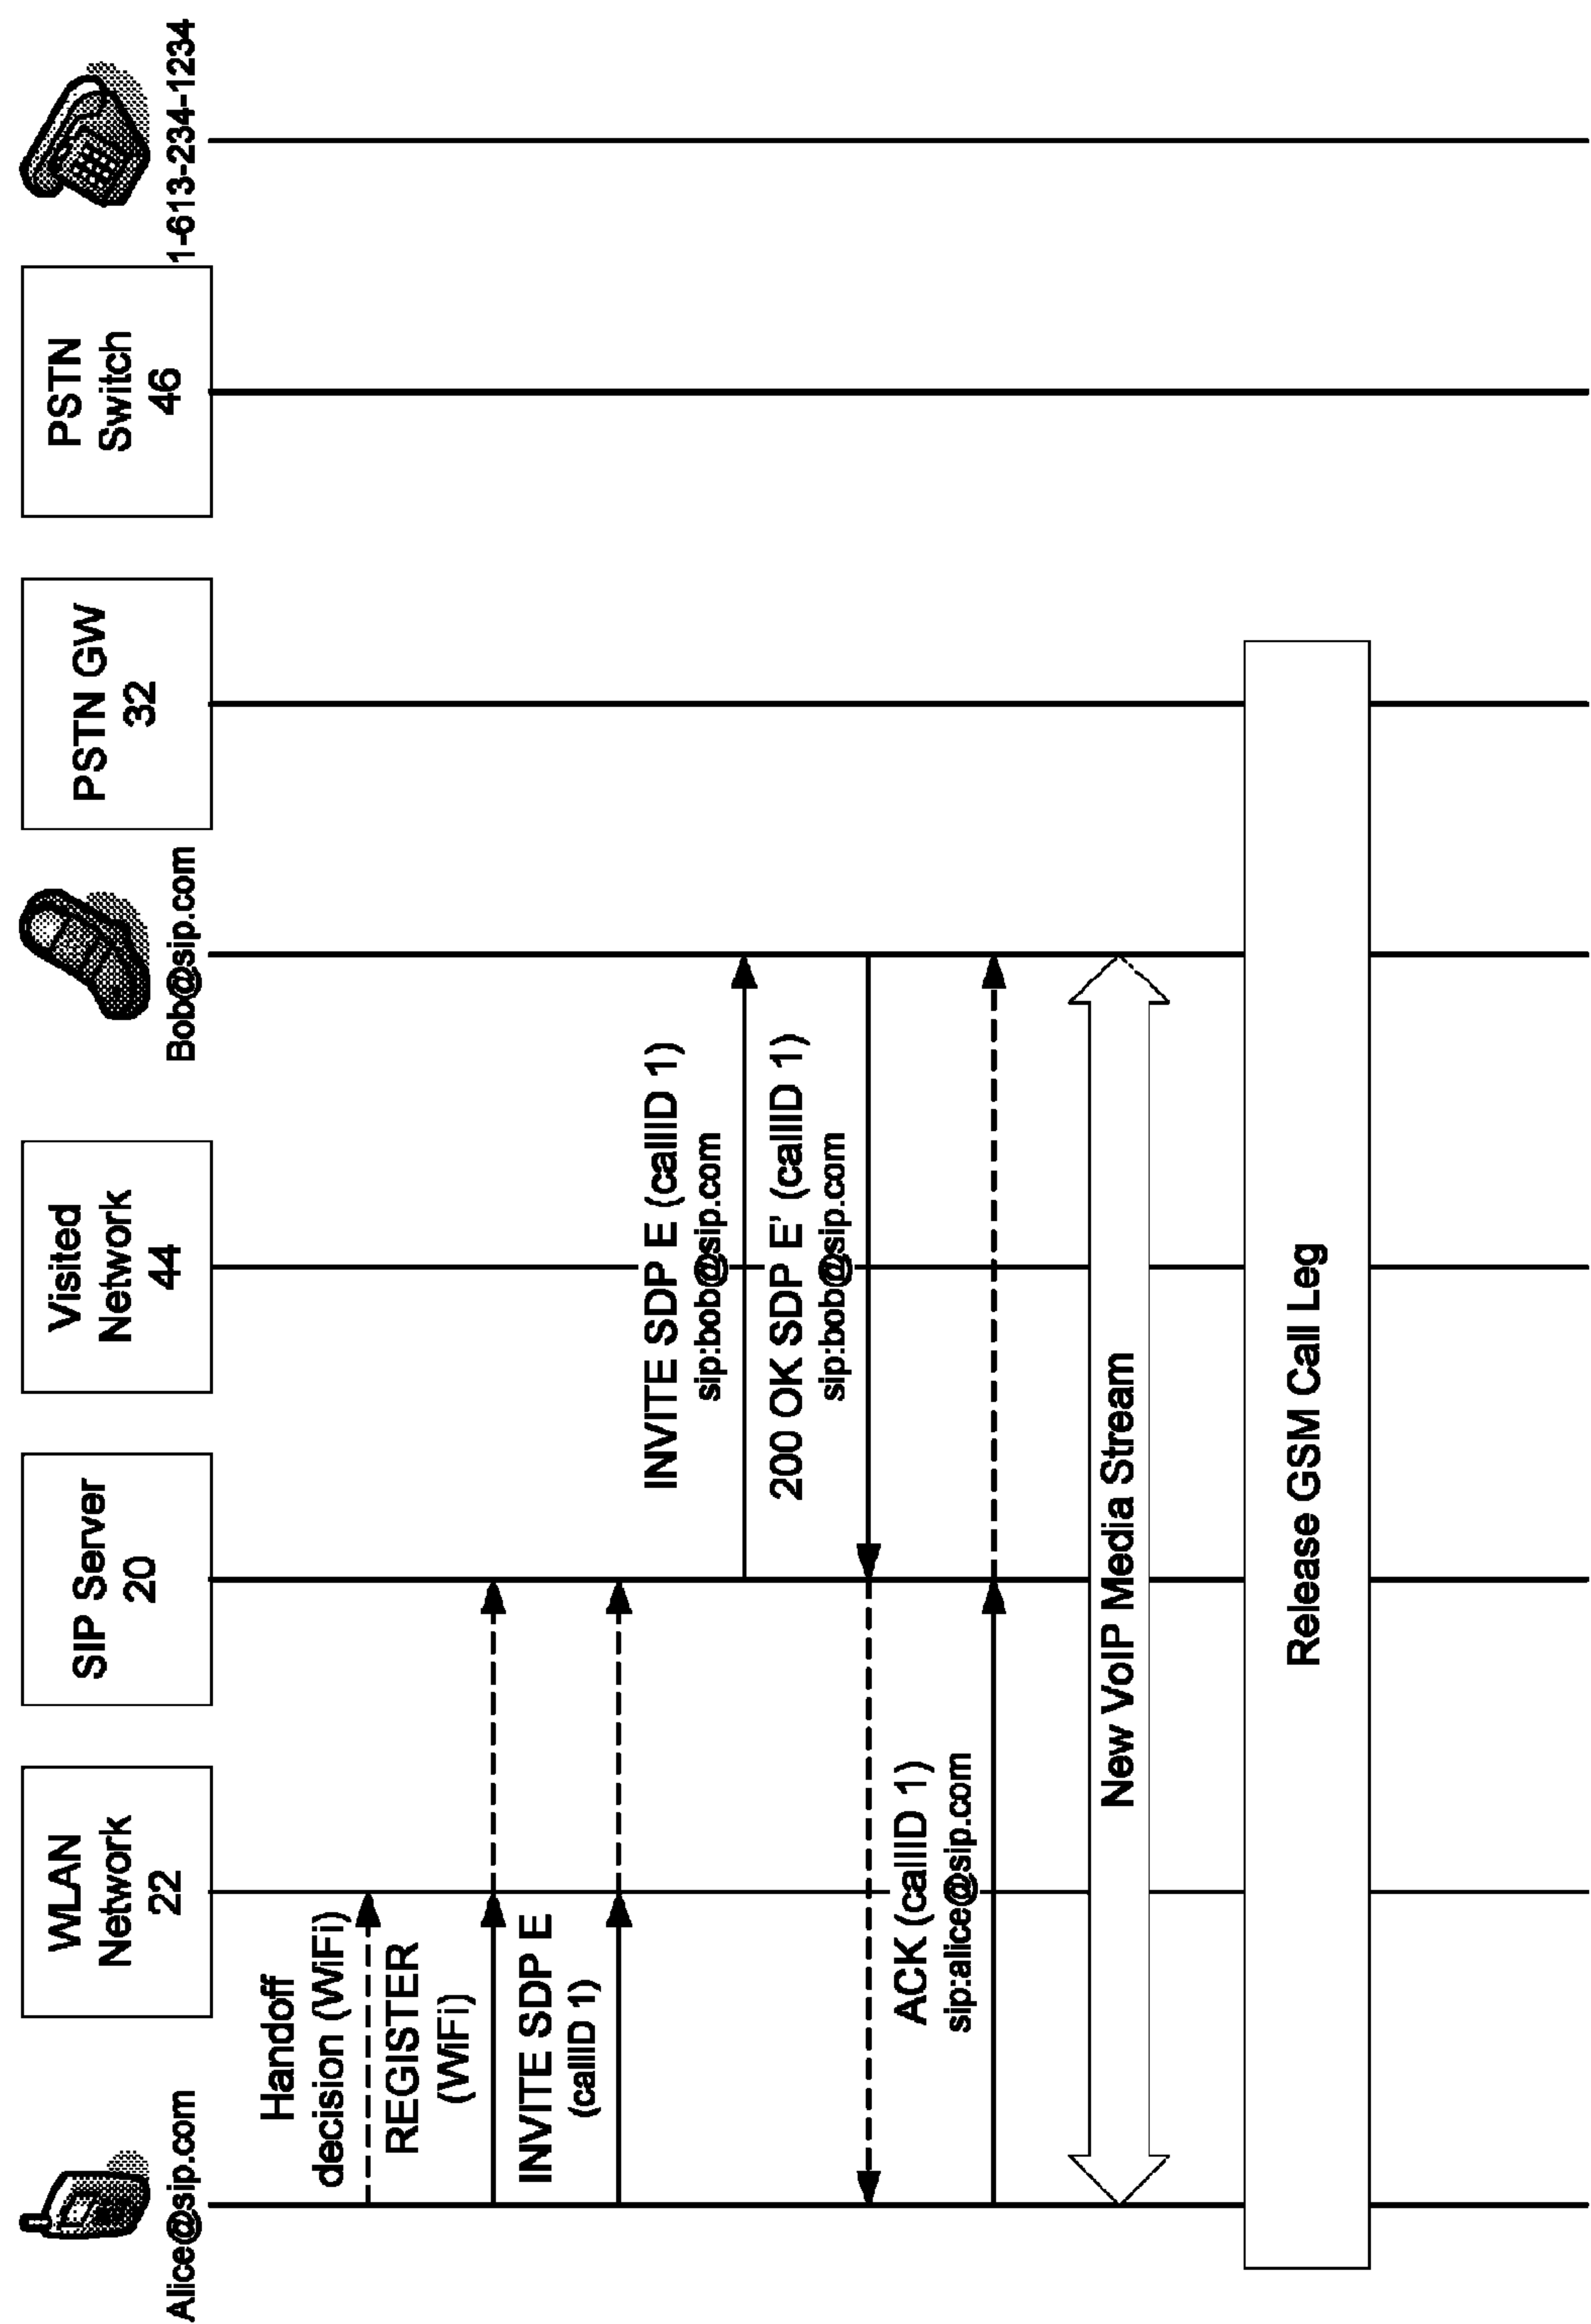 Alice@sip.com
WLAN
Network
22
SIP Server
20
Visited
Network
44
Bob@sip.com
PSTN GW
32
PSTN
Switch
46
1-613-234-1234
Handoff
decision (WiFi)
REGISTER
(WiFi)
INVITE SDP E
(callID 1)
INVITE SDP E (callID 1)
sip:bob@sip.com
200 OK SDP E' (callID 1)
sip:bob@sip.com
ACK (callID 1)
sip:alice@sip.com
New VoIP Media Stream
Release GSM Call Leg